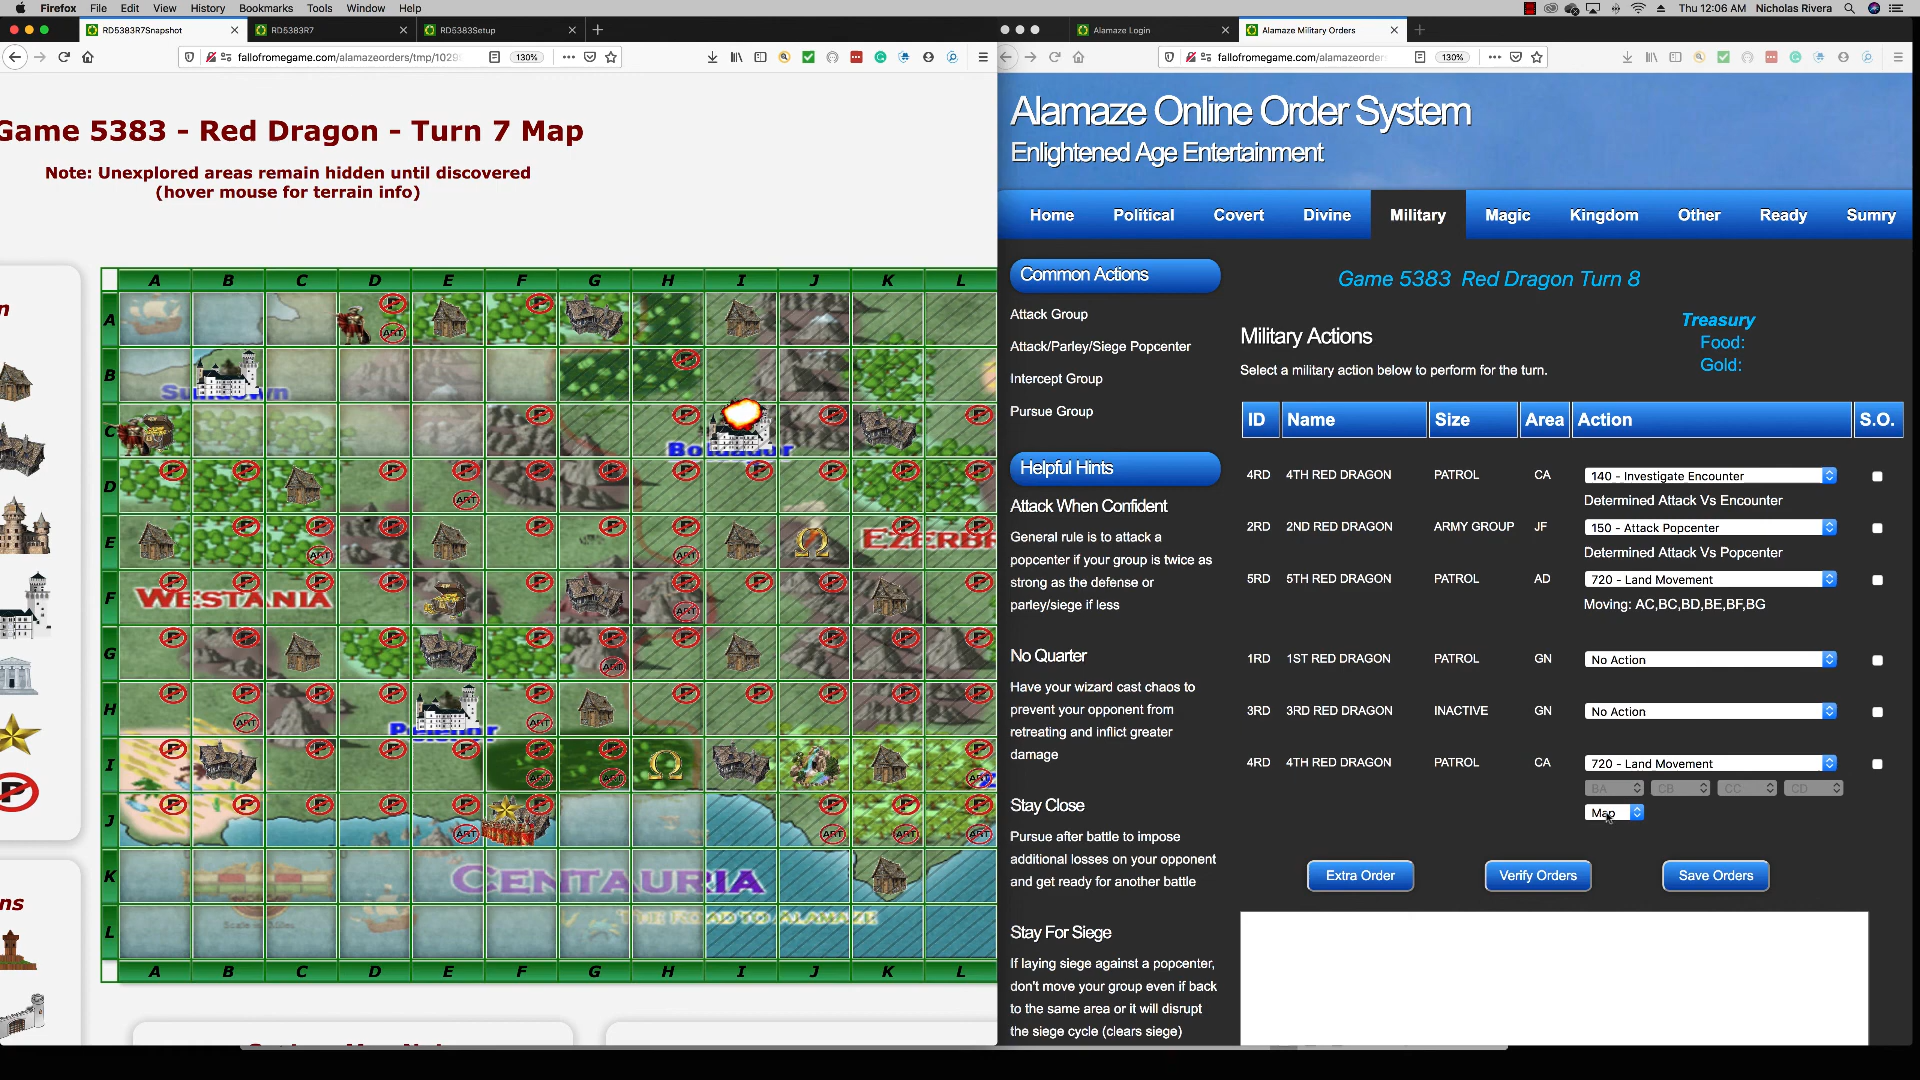 Firefox File Edit View History Bookmarks Tools Window Help
Thu 12:06 AM Nicholas Rivera
RD5383R7Snapshot
RD5383R7
RD5383Setup
Alamaze Login
Alamaze Military Orders
fallofromegame.com/alamazeorders/tmp/1029
130%
fallofromegame.com/alamazeorder
130%
Game 5383 - Red Dragon - Turn 7 Map
Note: Unexplored areas remain hidden until discovered
(hover mouse for terrain info)
A B C D E F G H I J K L
A
B
C
D
E
F
G
H
I
J
K
L
Sundown
Boldador
EZERB
WESTANIA
CENTAURIA
THE ROAD TO ALAMAZE
A B C D E F G H I J K L
Alamaze Online Order System
Enlightened Age Entertainment
Home Political Covert Divine Military Magic Kingdom Other Ready Sumry
Common Actions
Attack Group
Attack/Parley/Siege Popcenter
Intercept Group
Pursue Group
Helpful Hints
Attack When Confident
General rule is to attack a
popcenter if your group is twice as
strong as the defense or
parley/siege if less
No Quarter
Have your wizard cast chaos to
prevent your opponent from
retreating and inflict greater
damage
Stay Close
Pursue after battle to impose
additional losses on your opponent
and get ready for another battle
Stay For Siege
If laying siege against a popcenter,
don't move your group even if back
to the same area or it will disrupt
the siege cycle (clears siege)
Game 5383 Red Dragon Turn 8
Military Actions
Select a military action below to perform for the turn.
Treasury
Food:
Gold:
ID Name Size Area Action S.O.
4RD 4TH RED DRAGON PATROL CA 140 - Investigate Encounter
Determined Attack Vs Encounter
2RD 2ND RED DRAGON ARMY GROUP JF 150 - Attack Popcenter
Determined Attack Vs Popcenter
5RD 5TH RED DRAGON PATROL AD 720 - Land Movement
Moving: AC,BC,BD,BE,BF,BG
1RD 1ST RED DRAGON PATROL GN No Action
3RD 3RD RED DRAGON INACTIVE GN No Action
4RD 4TH RED DRAGON PATROL CA 720 - Land Movement
BA CB CC CD
Map
Extra Order Verify Orders Save Orders